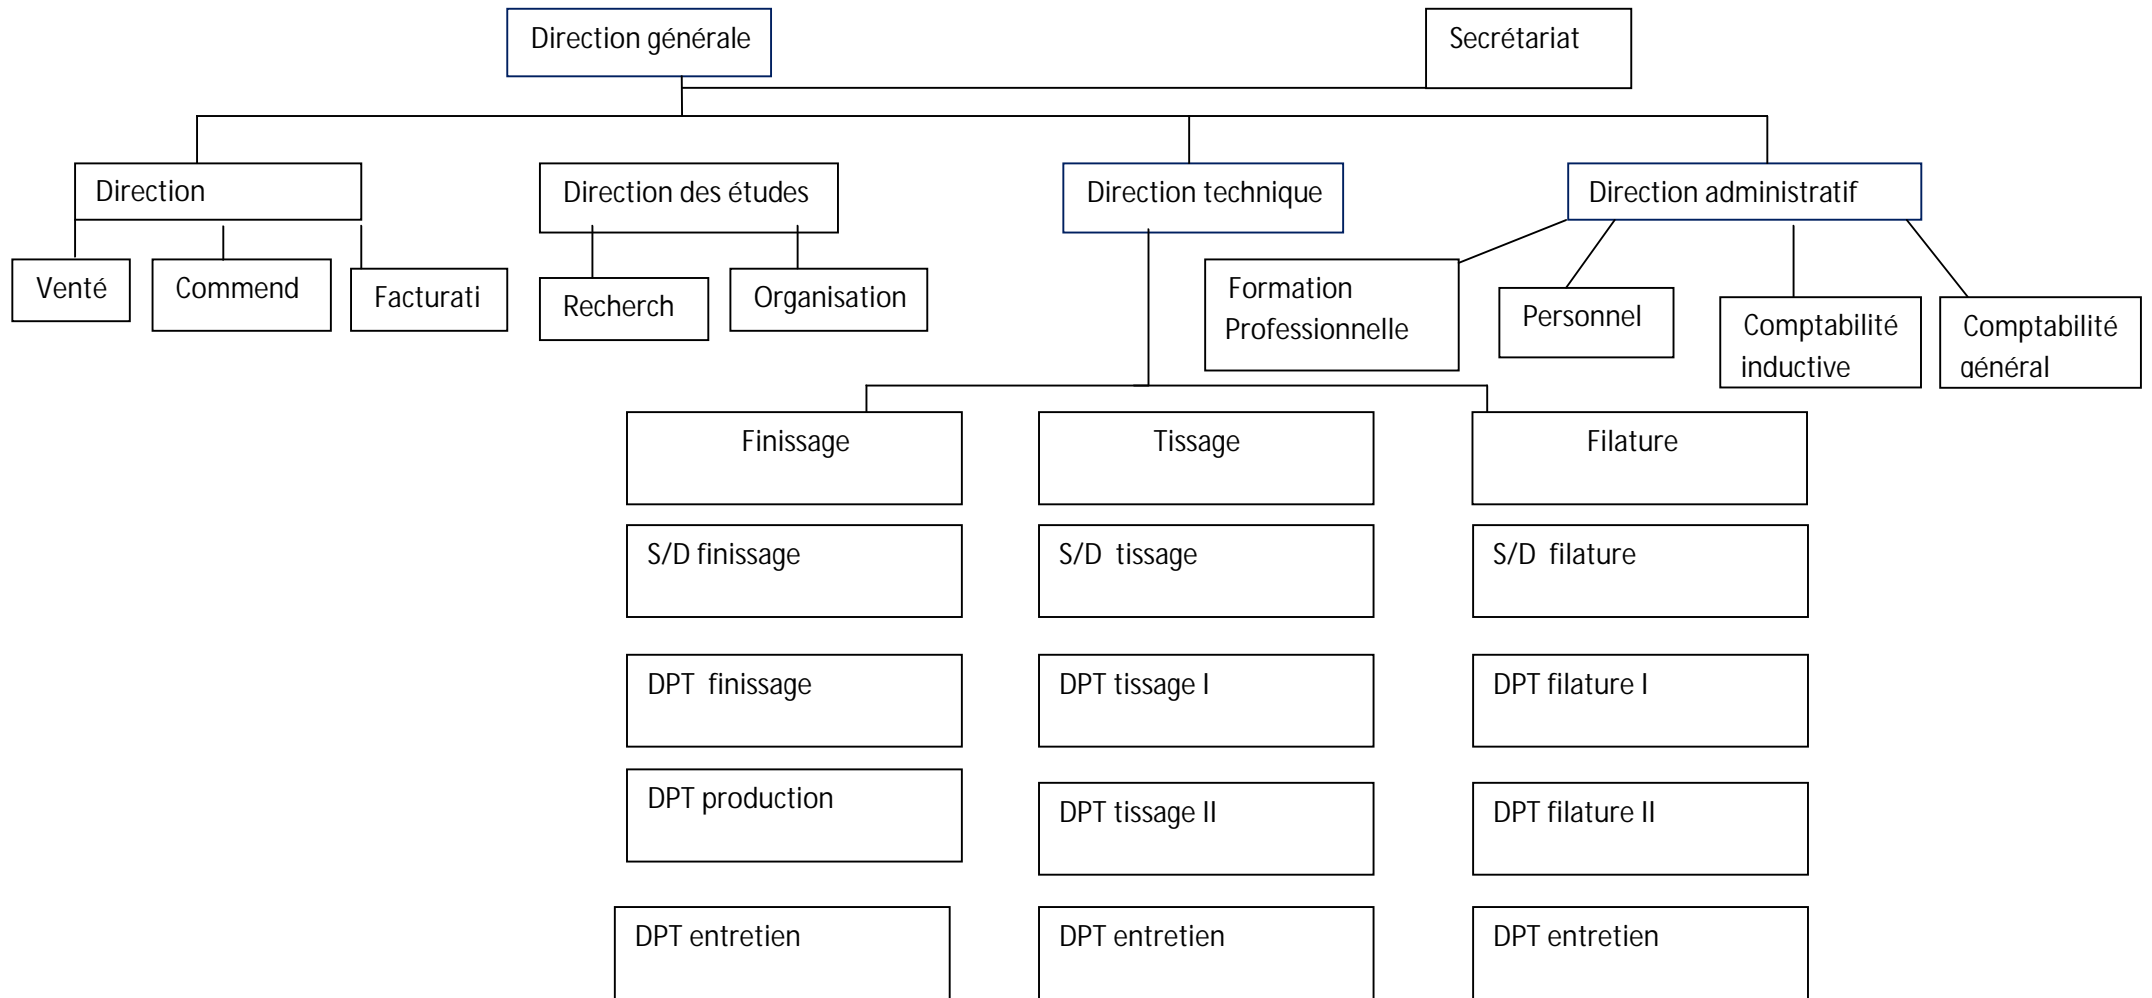 Direction générale
Secrétariat
Direction
Direction des études
Direction technique
Direction administratif
Venté
Commend
Facturati
Recherch
Organisation
Formation
Professionnelle
Personnel
Comptabilité
inductive
Comptabilité
général
Finissage
Tissage
Filature
S/D finissage
S/D tissage
S/D filature
DPT finissage
DPT tissage I
DPT filature I
DPT production
DPT tissage II
DPT filature II
DPT entretien
DPT entretien
DPT entretien